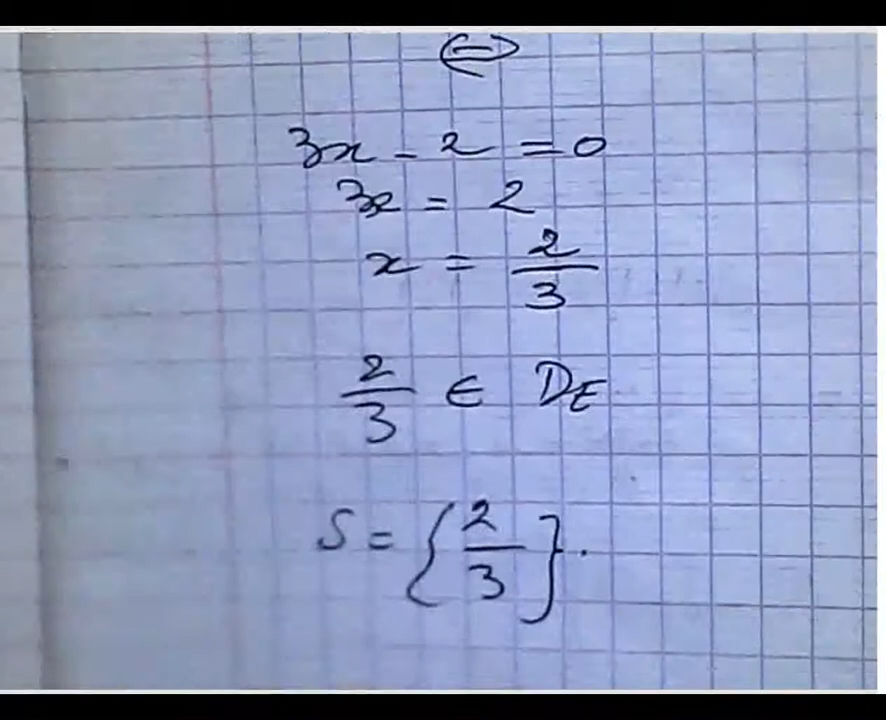 ⇔
3x - 2 = 0
3x = 2
x = 2/3
2/3 ∈ D_E
S = {2/3}.